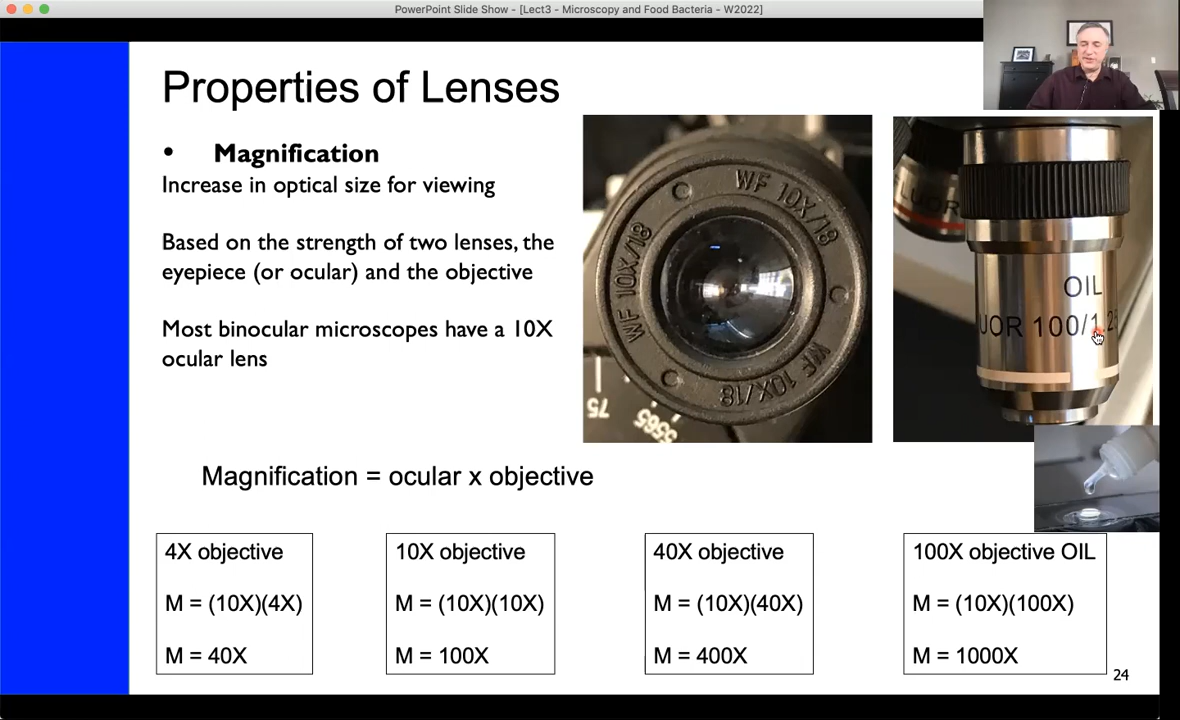 PowerPoint Slide Show - [Lect3 - Microscopy and Food Bacteria - W2022]
Properties of Lenses
• Magnification
Increase in optical size for viewing
Based on the strength of two lenses, the
eyepiece (or ocular) and the objective
Most binocular microscopes have a 10X
ocular lens
WF 10X/18
WF 10X/18
WF 10X/18
75
65
55
OIL
100/1.25
Magnification = ocular x objective
4X objective
M = (10X)(4X)
M = 40X
10X objective
M = (10X)(10X)
M = 100X
40X objective
M = (10X)(40X)
M = 400X
100X objective OIL
M = (10X)(100X)
M = 1000X
24